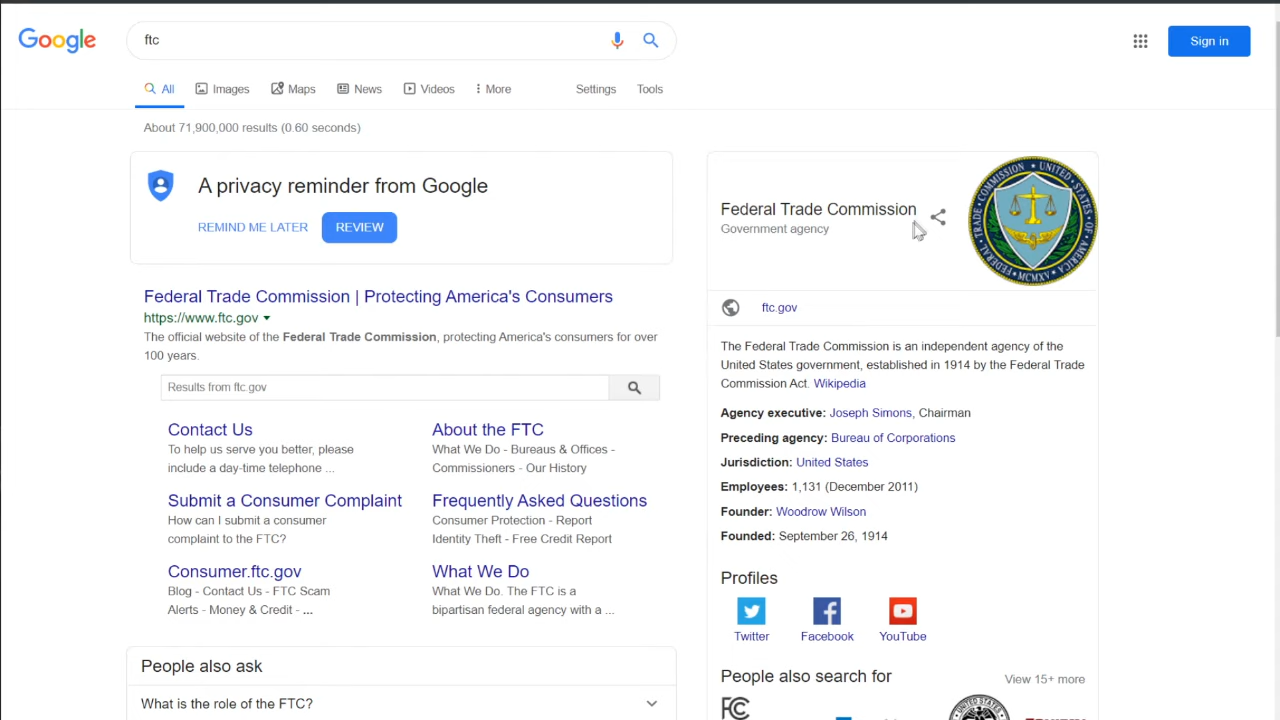 Google
ftc
Sign in
All
Images
Maps
News
Videos
More
Settings
Tools
About 71,900,000 results (0.60 seconds)
A privacy reminder from Google
REMIND ME LATER
REVIEW
Federal Trade Commission | Protecting America's Consumers
https://www.ftc.gov
The official website of the Federal Trade Commission, protecting America's consumers for over
100 years.
Results from ftc.gov
Contact Us
To help us serve you better, please
include a day-time telephone ...
About the FTC
What We Do - Bureaus & Offices -
Commissioners - Our History
Submit a Consumer Complaint
How can I submit a consumer
complaint to the FTC?
Frequently Asked Questions
Consumer Protection - Report
Identity Theft - Free Credit Report
Consumer.ftc.gov
Blog - Contact Us - FTC Scam
Alerts - Money & Credit - ...
What We Do
What We Do. The FTC is a
bipartisan federal agency with a ...
People also ask
What is the role of the FTC?
Federal Trade Commission
Government agency
FEDERAL TRADE COMMISSION • UNITED STATES OF AMERICA
MCMXV
ftc.gov
The Federal Trade Commission is an independent agency of the
United States government, established in 1914 by the Federal Trade
Commission Act. Wikipedia
Agency executive: Joseph Simons, Chairman
Preceding agency: Bureau of Corporations
Jurisdiction: United States
Employees: 1,131 (December 2011)
Founder: Woodrow Wilson
Founded: September 26, 1914
Profiles
Twitter
Facebook
YouTube
People also search for
View 15+ more
FCC